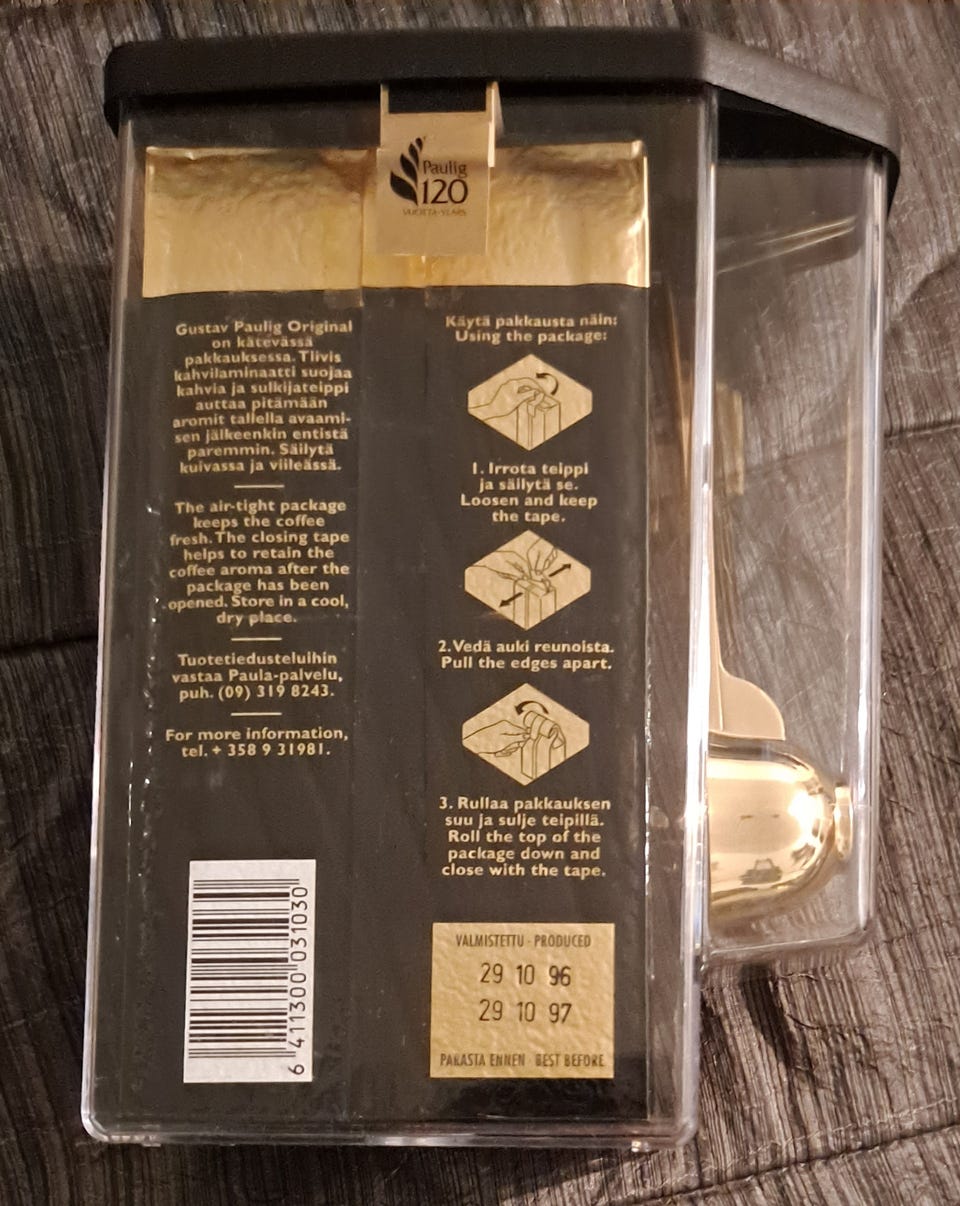 Paulig
120
VUOTTA-YEARS
Gustav Paulig Original
on kätevässä
pakkauksessa. Tiivis
kahvilaminaatti suojaa
kahvia ja sulkijateippi
auttaa pitämään
aromit tallella avaami-
sen jälkeenkin entistä
paremmin. Säilytä
kuivassa ja viileässä.
The air-tight package
keeps the coffee
fresh. The closing tape
helps to retain the
coffee aroma after the
package has been
opened. Store in a cool,
dry place.
Tuotetiedusteluihin
vastaa Paula-palvelu,
puh. (09) 319 8243.
For more information,
tel. + 358 9 31981.
6 411300 031030
Käytä pakkausta näin:
Using the package:
1. Irrota teippi
ja säilytä se.
Loosen and keep
the tape.
2. Vedä auki reunoista.
Pull the edges apart.
3. Rullaa pakkauksen
suu ja sulje teipillä.
Roll the top of the
package down and
close with the tape.
VALMISTETTU · PRODUCED
29 10 96
29 10 97
PARASTA ENNEN BEST BEFORE